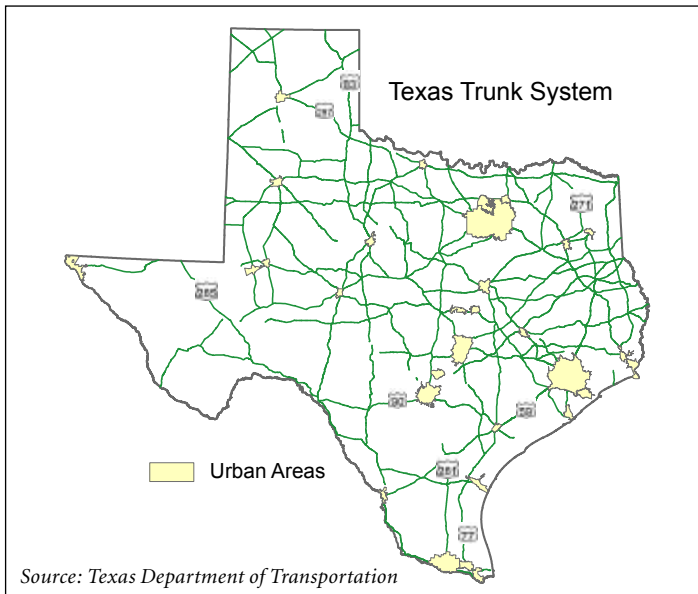 83
Texas Trunk System
287
271
285
90
59
281
Urban Areas
77
Source: Texas Department of Transportation